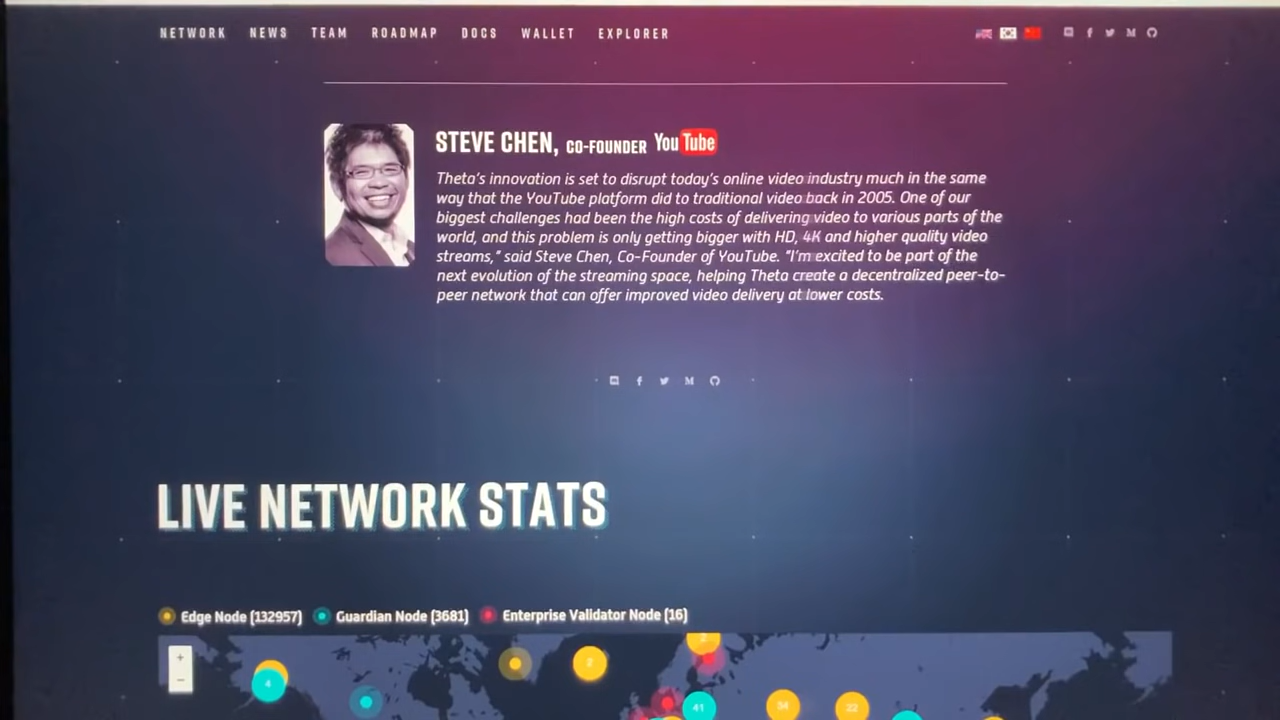 NETWORK NEWS TEAM ROADMAP DOCS WALLET EXPLORER
STEVE CHEN, CO-FOUNDER YouTube
Theta's innovation is set to disrupt today's online video industry much in the same
way that the YouTube platform did to traditional video back in 2005. One of our
biggest challenges had been the high costs of delivering video to various parts of the
world, and this problem is only getting bigger with HD, 4K and higher quality video
streams," said Steve Chen, Co-Founder of YouTube. "I'm excited to be part of the
next evolution of the streaming space, helping Theta create a decentralized peer-to-
peer network that can offer improved video delivery at lower costs.
LIVE NETWORK STATS
Edge Node (132957) Guardian Node (3681) Enterprise Validator Node (16)
+
−
2
2
4
41
34
22